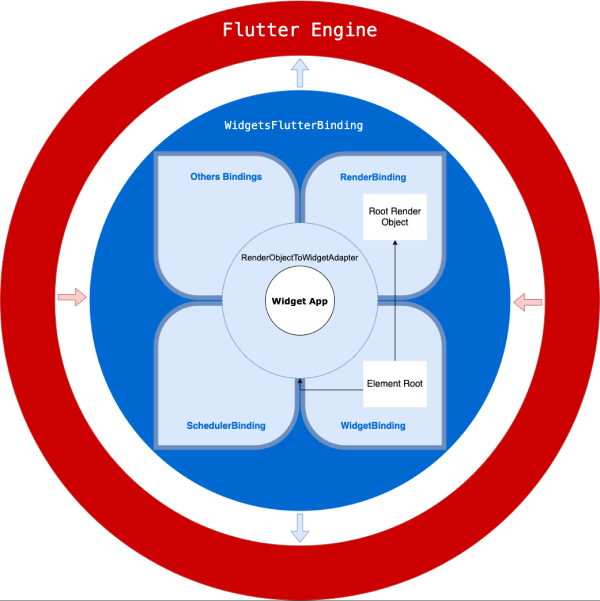 Flutter Engine
WidgetsFlutterBinding
Others Bindings
RenderBinding
Root Render
Object
RenderObjectToWidgetAdapter
Widget App
Element Root
SchedulerBinding
WidgetBinding